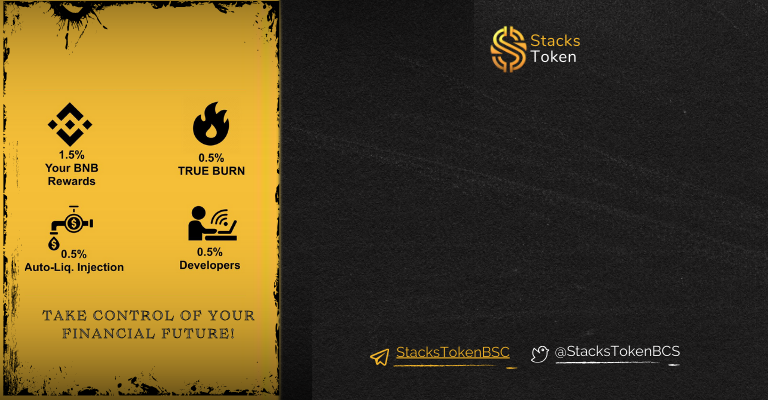 Stacks
Token
1.5%
Your BNB
Rewards
0.5%
TRUE BURN
0.5%
Auto-Liq. Injection
0.5%
Developers
TAKE CONTROL OF YOUR
FINANCIAL FUTURE!
StacksTokenBSC
@StacksTokenBCS